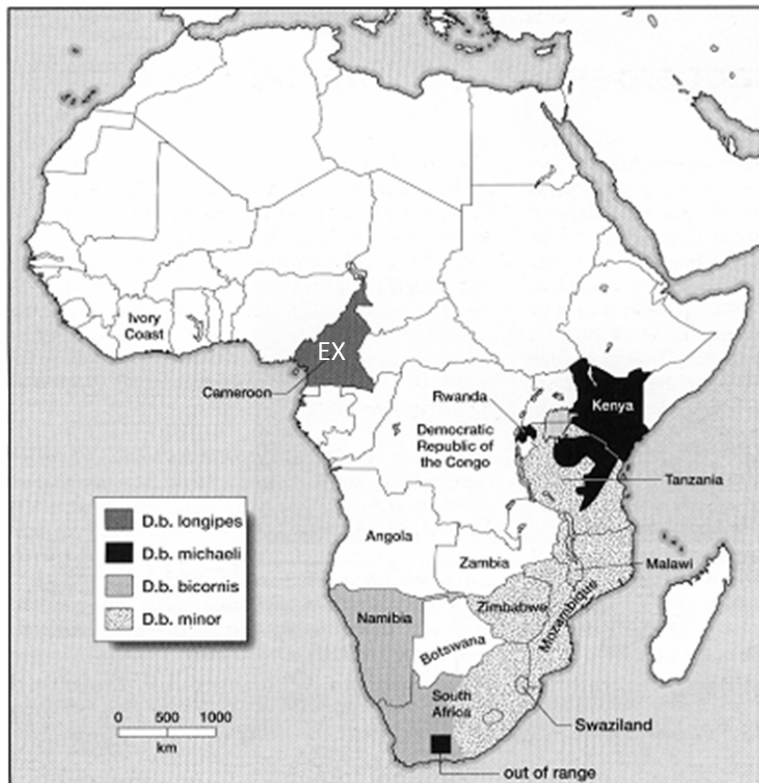 Ivory
Coast
EX
Cameroon
Rwanda
Kenya
Democratic
Republic of
the Congo
Tanzania
D.b. longipes
D.b. michaeli
D.b. bicornis
D.b. minor
Angola
Zambia
Malawi
Mozambique
Zimbabwe
Namibia
Botswana
South
Africa
Swaziland
0 500 1000
km
out of range